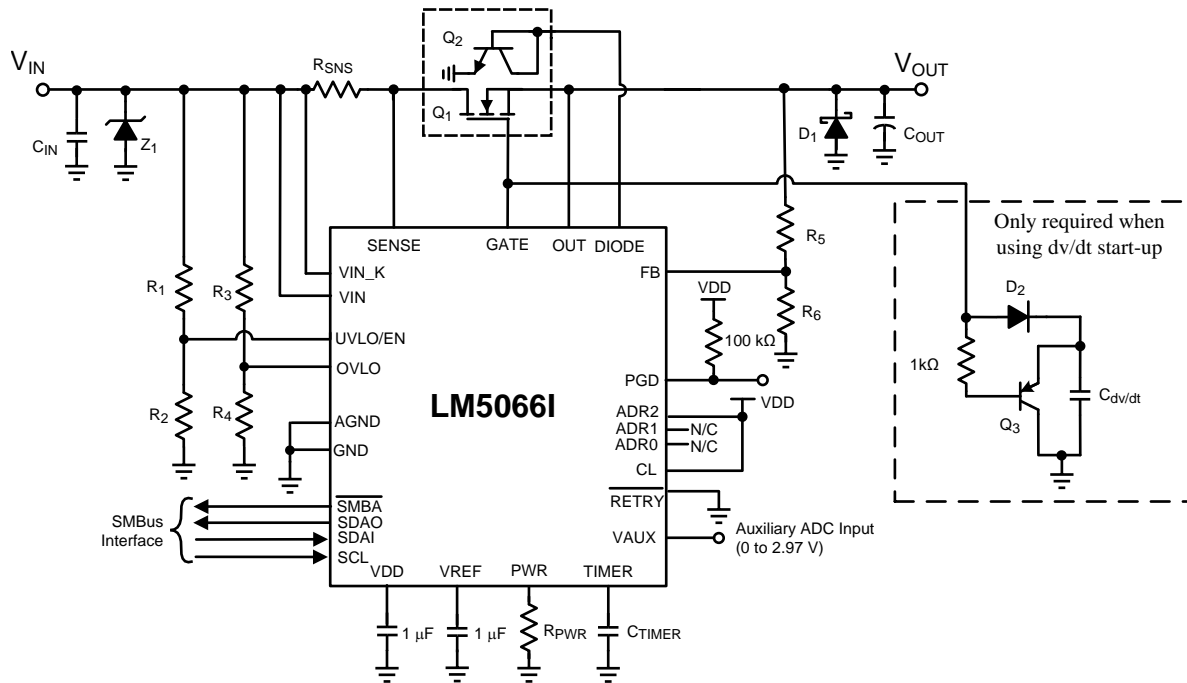 Q2
VIN
RSNS
VOUT
Q1
CIN
Z1
D1
COUT
Only required when
using dv/dt start-up
SENSE
GATE
OUT
DIODE
R5
VIN_K
FB
D2
R1
R3
VIN
VDD
R6
UVLO/EN
100 kΩ
1kΩ
OVLO
PGD
Cdv/dt
R2
R4
LM5066I
ADR2
VDD
Q3
AGND
ADR1
N/C
GND
ADR0
N/C
CL
SMBA
RETRY
SMBus
Interface
SDAO
SDAI
SCL
VAUX
Auxiliary ADC Input
(0 to 2.97 V)
VDD
VREF
PWR
TIMER
1 μF
1 μF
RPWR
CTIMER